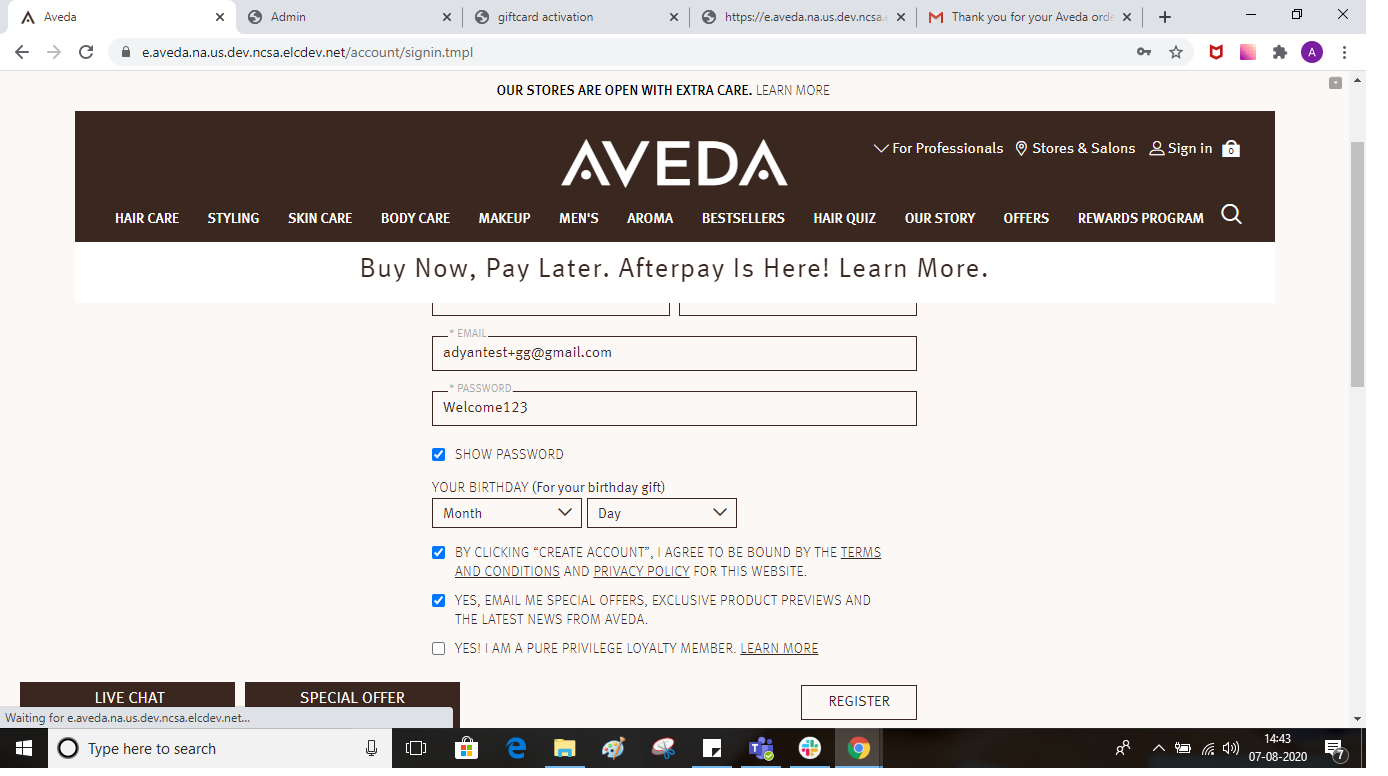 Aveda
Admin
giftcard activation
https://e.aveda.na.us.dev.ncsa.
Thank you for your Aveda orde
e.aveda.na.us.dev.ncsa.elcdev.net/account/signin.tmpl
A
OUR STORES ARE OPEN WITH EXTRA CARE. LEARN MORE
AVEDA
For Professionals
Stores & Salons
Sign in
0
HAIR CARE
STYLING
SKIN CARE
BODY CARE
MAKEUP
MEN'S
AROMA
BESTSELLERS
HAIR QUIZ
OUR STORY
OFFERS
REWARDS PROGRAM
Buy Now, Pay Later. Afterpay Is Here! Learn More.
* EMAIL
adyantest+gg@gmail.com
* PASSWORD
Welcome123
SHOW PASSWORD
YOUR BIRTHDAY (For your birthday gift)
Month
Day
BY CLICKING “CREATE ACCOUNT”, I AGREE TO BE BOUND BY THE TERMS
AND CONDITIONS AND PRIVACY POLICY FOR THIS WEBSITE.
YES, EMAIL ME SPECIAL OFFERS, EXCLUSIVE PRODUCT PREVIEWS AND
THE LATEST NEWS FROM AVEDA.
YES! I AM A PURE PRIVILEGE LOYALTY MEMBER. LEARN MORE
LIVE CHAT
SPECIAL OFFER
REGISTER
Waiting for e.aveda.na.us.dev.ncsa.elcdev.net...
Type here to search
14:43
07-08-2020
7